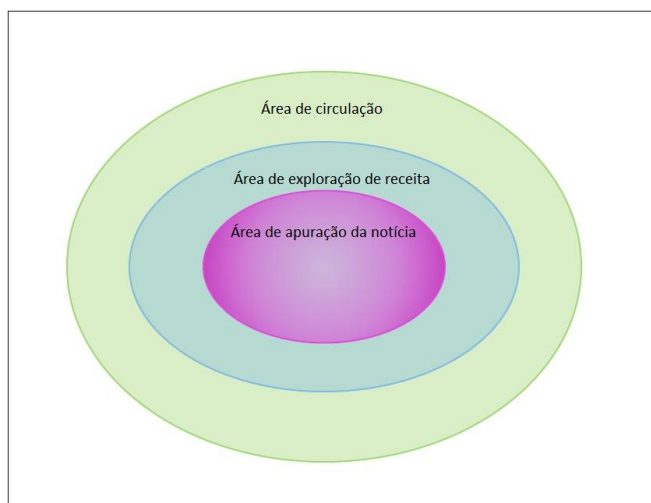 Área de circulação
Área de exploração de receita
Área de apuração da notícia